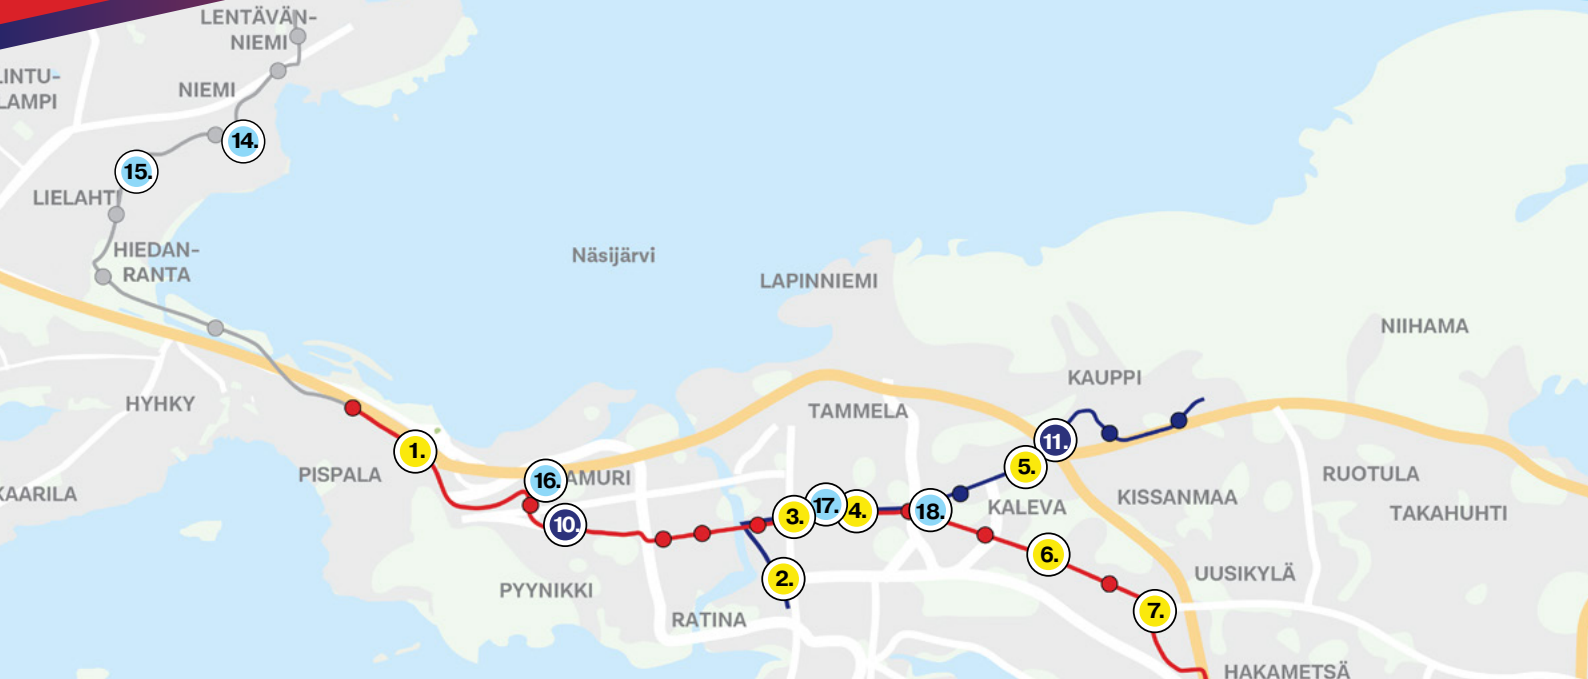 LENTÄVÄN-
NIEMI
LINTU-
LAMPI
NIEMI
14.
15.
LIELAHTI
HIEDAN-
RANTA
Näsijärvi
LAPINNIEMI
NIIHAMA
KAUPPI
HYHKY
TAMMELA
11.
1.
5.
PISPALA
16.
AMURI
RUOTULA
KAARILA
KISSANMAA
17.
3.
4.
18.
KALEVA
TAKAHUHTI
10.
6.
UUSIKYLÄ
2.
PYYNIKKI
7.
RATINA
HAKAMETSÄ